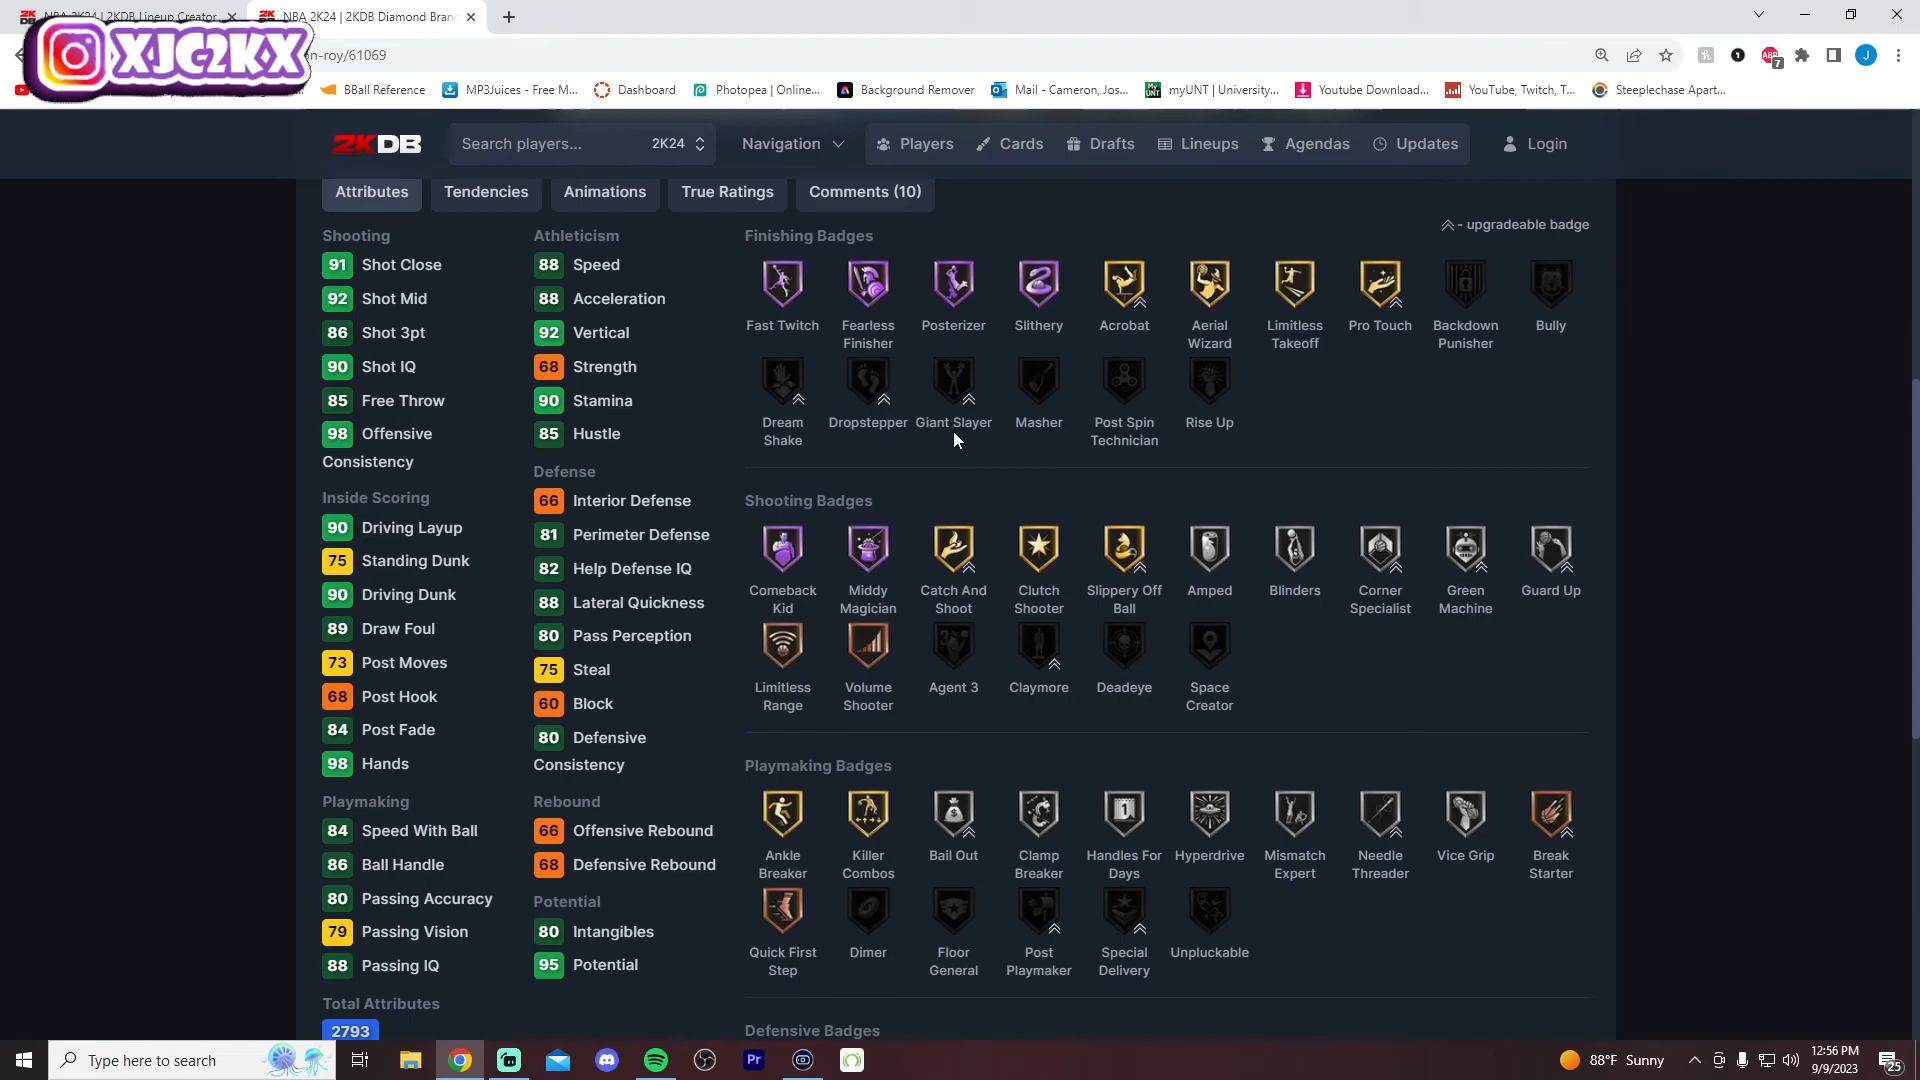 NBA 2K24 | 2KDB Lineup Creator
NBA 2K24 | 2KDB Diamond Bran
XJC2KX
n-roy/61069
BBall Reference
MP3Juices - Free M...
Dashboard
Photopea | Online...
Background Remover
Mail - Cameron, Jos...
myUNT | University...
Youtube Download...
YouTube, Twitch, T...
Steeplechase Apart...
2KDB
Search players...
2K24
Navigation
Players
Cards
Drafts
Lineups
Agendas
Updates
Login
Attributes
Tendencies
Animations
True Ratings
Comments (10)
- upgradeable badge
Shooting
91 Shot Close
92 Shot Mid
86 Shot 3pt
90 Shot IQ
85 Free Throw
98 Offensive
Consistency
Inside Scoring
90 Driving Layup
75 Standing Dunk
90 Driving Dunk
89 Draw Foul
73 Post Moves
68 Post Hook
84 Post Fade
98 Hands
Playmaking
84 Speed With Ball
86 Ball Handle
80 Passing Accuracy
79 Passing Vision
88 Passing IQ
Total Attributes
2793
Athleticism
88 Speed
88 Acceleration
92 Vertical
68 Strength
90 Stamina
85 Hustle
Defense
66 Interior Defense
81 Perimeter Defense
82 Help Defense IQ
88 Lateral Quickness
80 Pass Perception
75 Steal
60 Block
80 Defensive
Consistency
Rebound
66 Offensive Rebound
68 Defensive Rebound
Potential
80 Intangibles
95 Potential
Finishing Badges
Fast Twitch
Fearless
Finisher
Posterizer
Slithery
Acrobat
Aerial
Wizard
Limitless
Takeoff
Pro Touch
Backdown
Punisher
Bully
Dream
Shake
Dropstepper
Giant Slayer
Masher
Post Spin
Technician
Rise Up
Shooting Badges
Comeback
Kid
Middy
Magician
Catch And
Shoot
Clutch
Shooter
Slippery Off
Ball
Amped
Blinders
Corner
Specialist
Green
Machine
Guard Up
Limitless
Range
Volume
Shooter
Agent 3
Claymore
Deadeye
Space
Creator
Playmaking Badges
Ankle
Breaker
Killer
Combos
Bail Out
Clamp
Breaker
Handles For
Days
Hyperdrive
Mismatch
Expert
Needle
Threader
Vice Grip
Break
Starter
Quick First
Step
Dimer
Floor
General
Post
Playmaker
Special
Delivery
Unpluckable
Defensive Badges
Type here to search
88°F Sunny
12:56 PM
9/9/2023
25